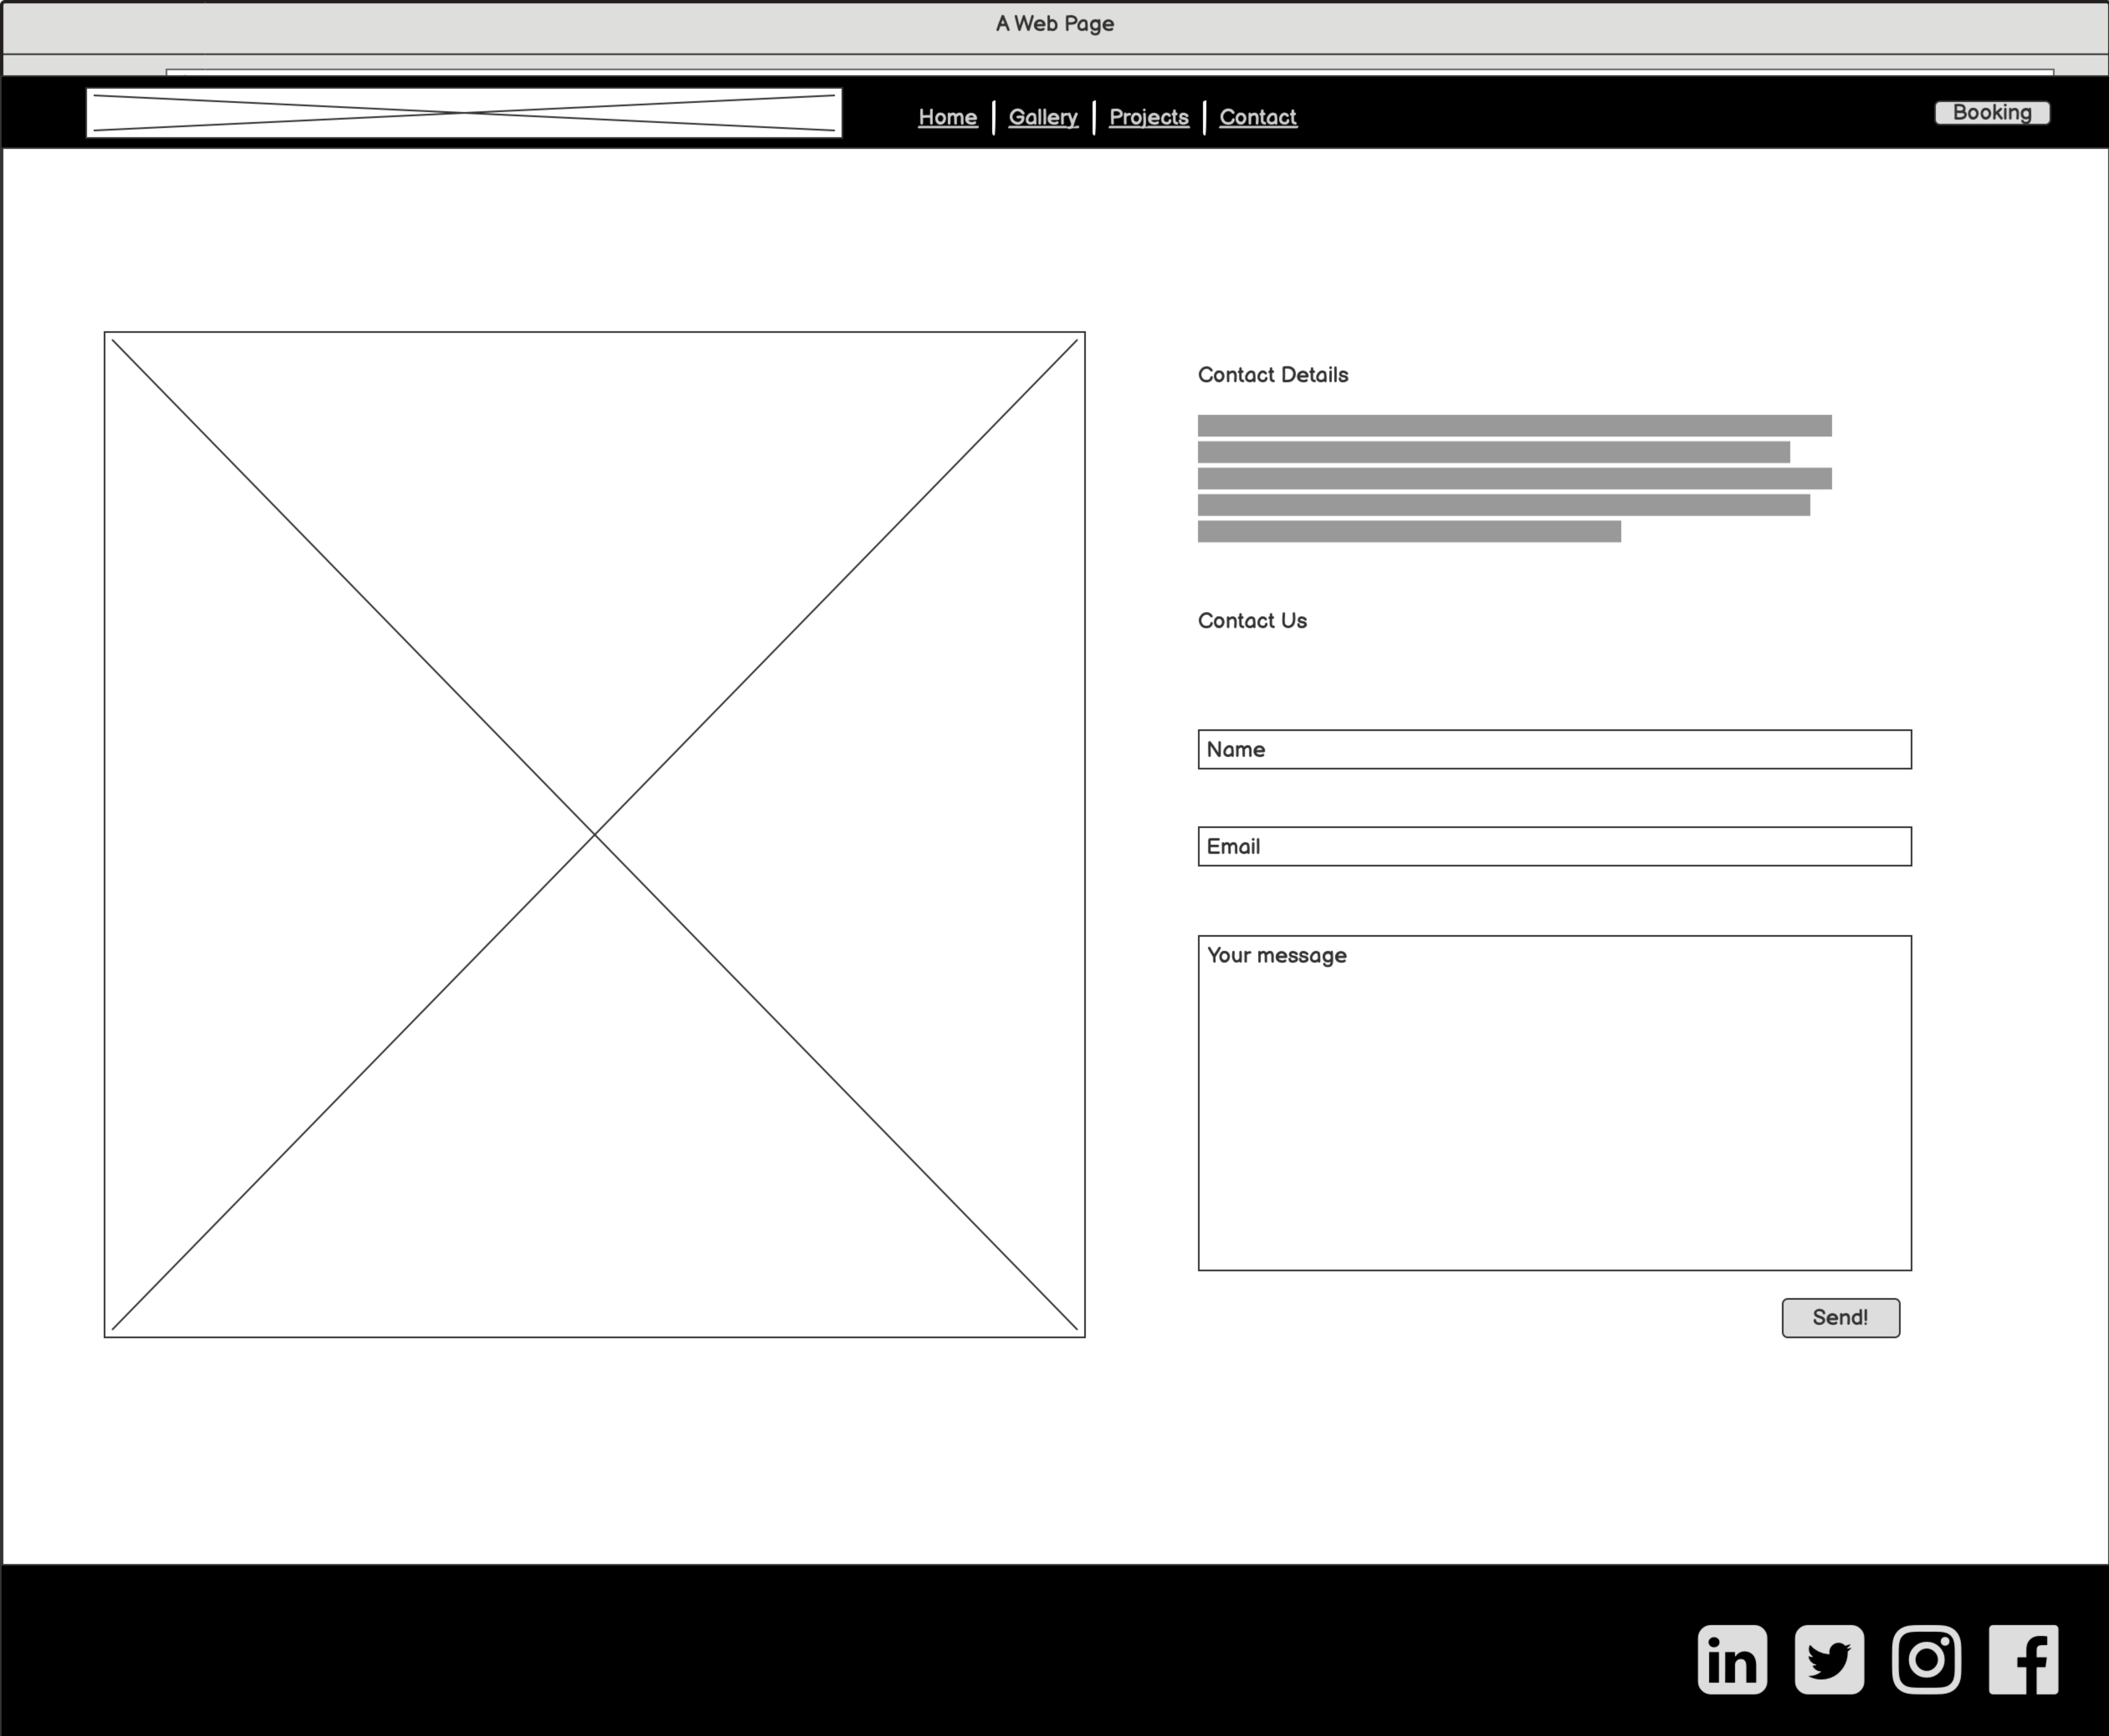 A Web Page
Home | Gallery | Projects | Contact
Booking
Contact Details
Contact Us
Name
Email
Your message
Send!